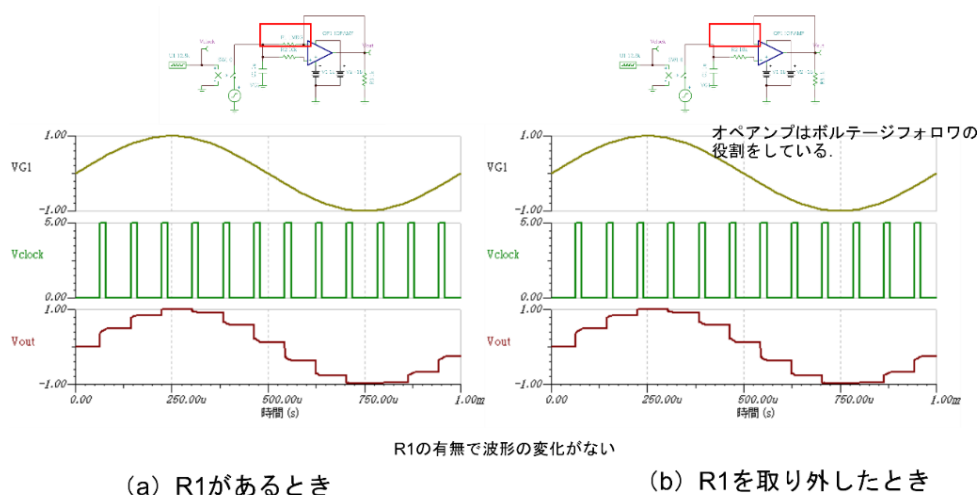 Vclock
Vout
Vclock
オペアンプはボルテージフォロワの
役割をしている.
1.00
VG1
-1.00
5.00
Vclock
0.00
1.00
Vout
-1.00
0.00 250.00u 500.00u 750.00u 1.00m
時間(s)
1.00
VG1
-1.00
5.00
Vclock
0.00
1.00
Vout
-1.00
0.00 250.00u 500.00u 750.00u 1.00m
時間(s)
R1の有無で波形の変化がない
(a) R1があるとき
(b) R1を取り外したとき